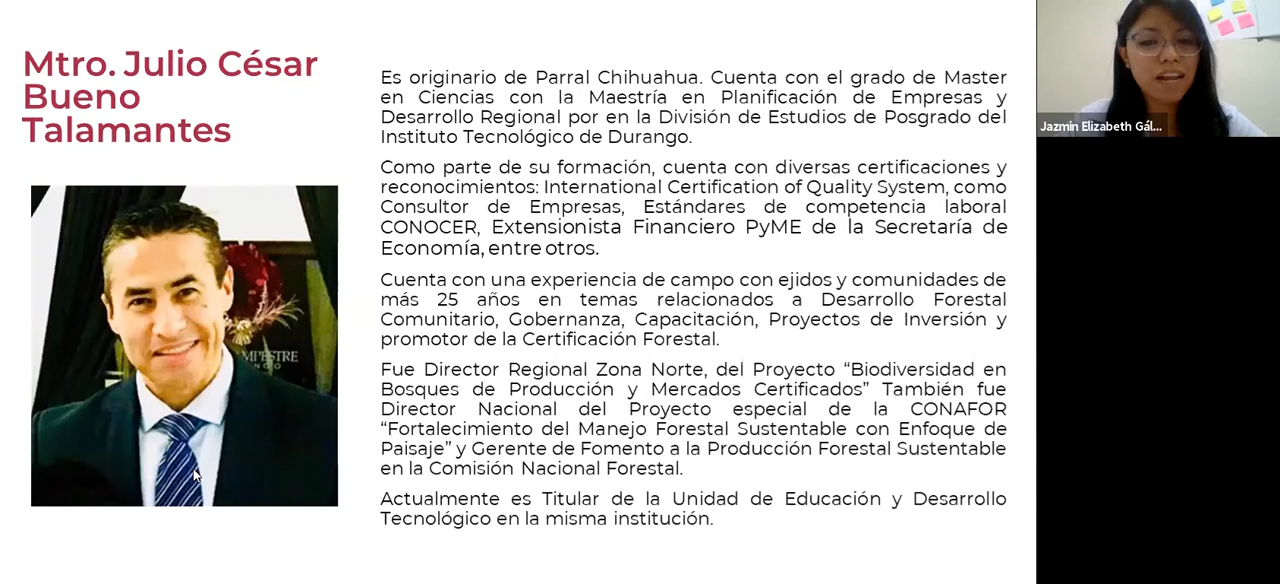 Mtro. Julio César
Bueno
Talamantes
Es originario de Parral Chihuahua. Cuenta con el grado de Master
en Ciencias con la Maestría en Planificación de Empresas y
Desarrollo Regional por en la División de Estudios de Posgrado del
Instituto Tecnológico de Durango.
Como parte de su formación, cuenta con diversas certificaciones y
reconocimientos: International Certification of Quality System, como
Consultor de Empresas, Estándares de competencia laboral
CONOCER, Extensionista Financiero PyME de la Secretaría de
Economía, entre otros.
Cuenta con una experiencia de campo con ejidos y comunidades de
más 25 años en temas relacionados a Desarrollo Forestal
Comunitario, Gobernanza, Capacitación, Proyectos de Inversión y
promotor de la Certificación Forestal.
Fue Director Regional Zona Norte, del Proyecto “Biodiversidad en
Bosques de Producción y Mercados Certificados” También fue
Director Nacional del Proyecto especial de la CONAFOR
“Fortalecimiento del Manejo Forestal Sustentable con Enfoque de
Paisaje” y Gerente de Fomento a la Producción Forestal Sustentable
en la Comisión Nacional Forestal.
Actualmente es Titular de la Unidad de Educación y Desarrollo
Tecnológico en la misma institución.
Jazmin Elizabeth Gál...